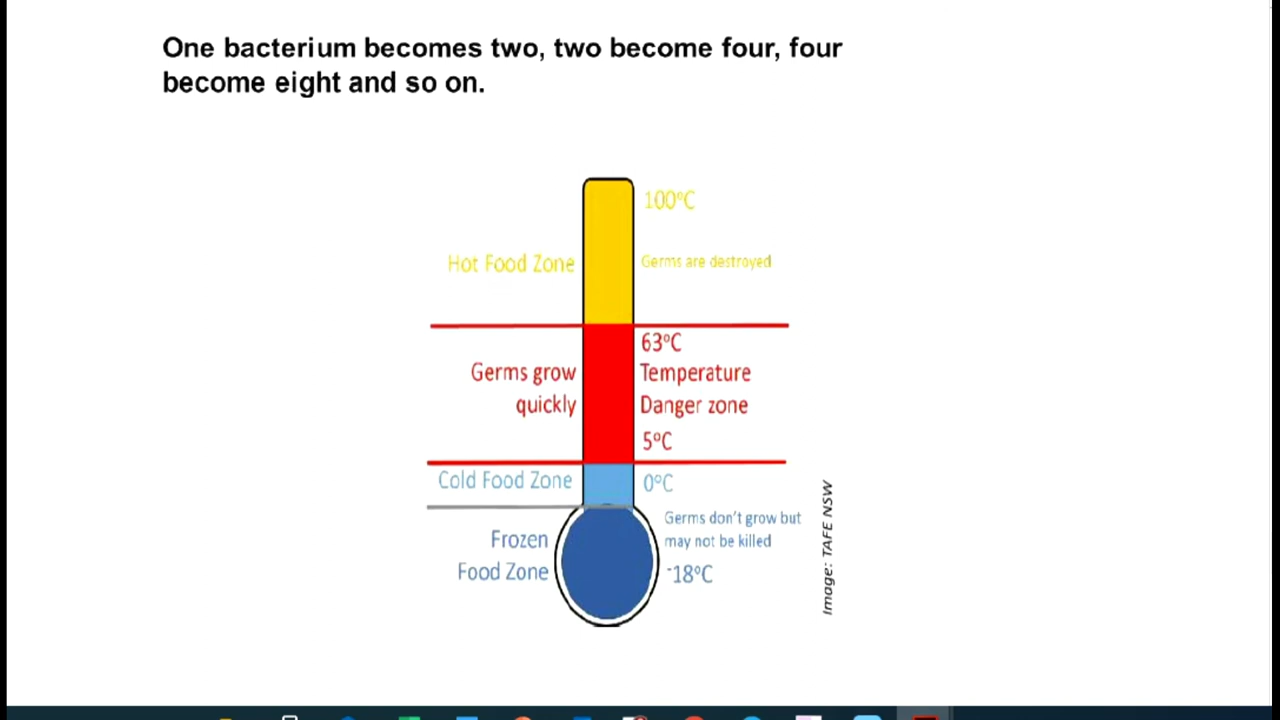 One bacterium becomes two, two become four, four
become eight and so on.
100°C
Hot Food Zone
Germs are destroyed
63°C
Germs grow
quickly
Temperature
Danger zone
5°C
Cold Food Zone
0°C
Germs don't grow but
may not be killed
Frozen
Food Zone
-18°C
Image: TAFE NSW